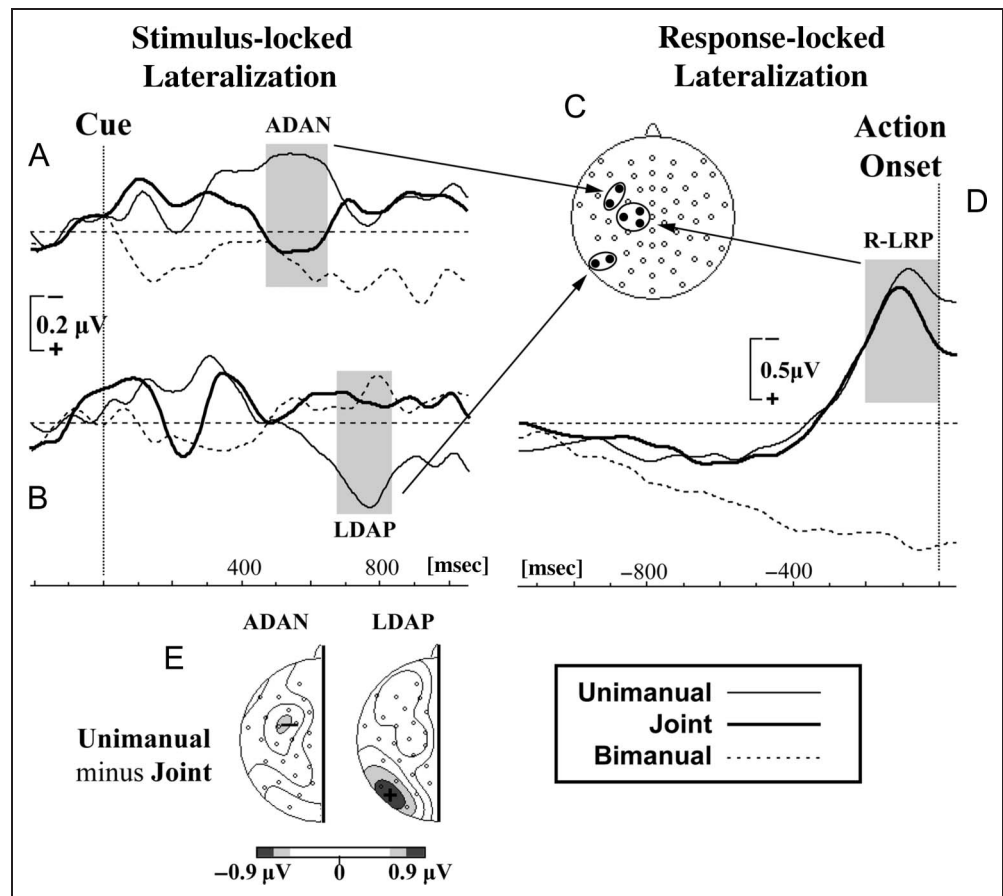 Stimulus-locked
Lateralization
Response-locked
Lateralization
Cue
ADAN
C
Action
Onset
A
D
R-LRP
−
0.2 µV
+
−
0.5µV
+
B
LDAP
400
800
[msec]
[msec]
−800
−400
ADAN
LDAP
E
−
+
Unimanual
minus Joint
−0.9 µV
0
0.9 µV
Unimanual
Joint
Bimanual